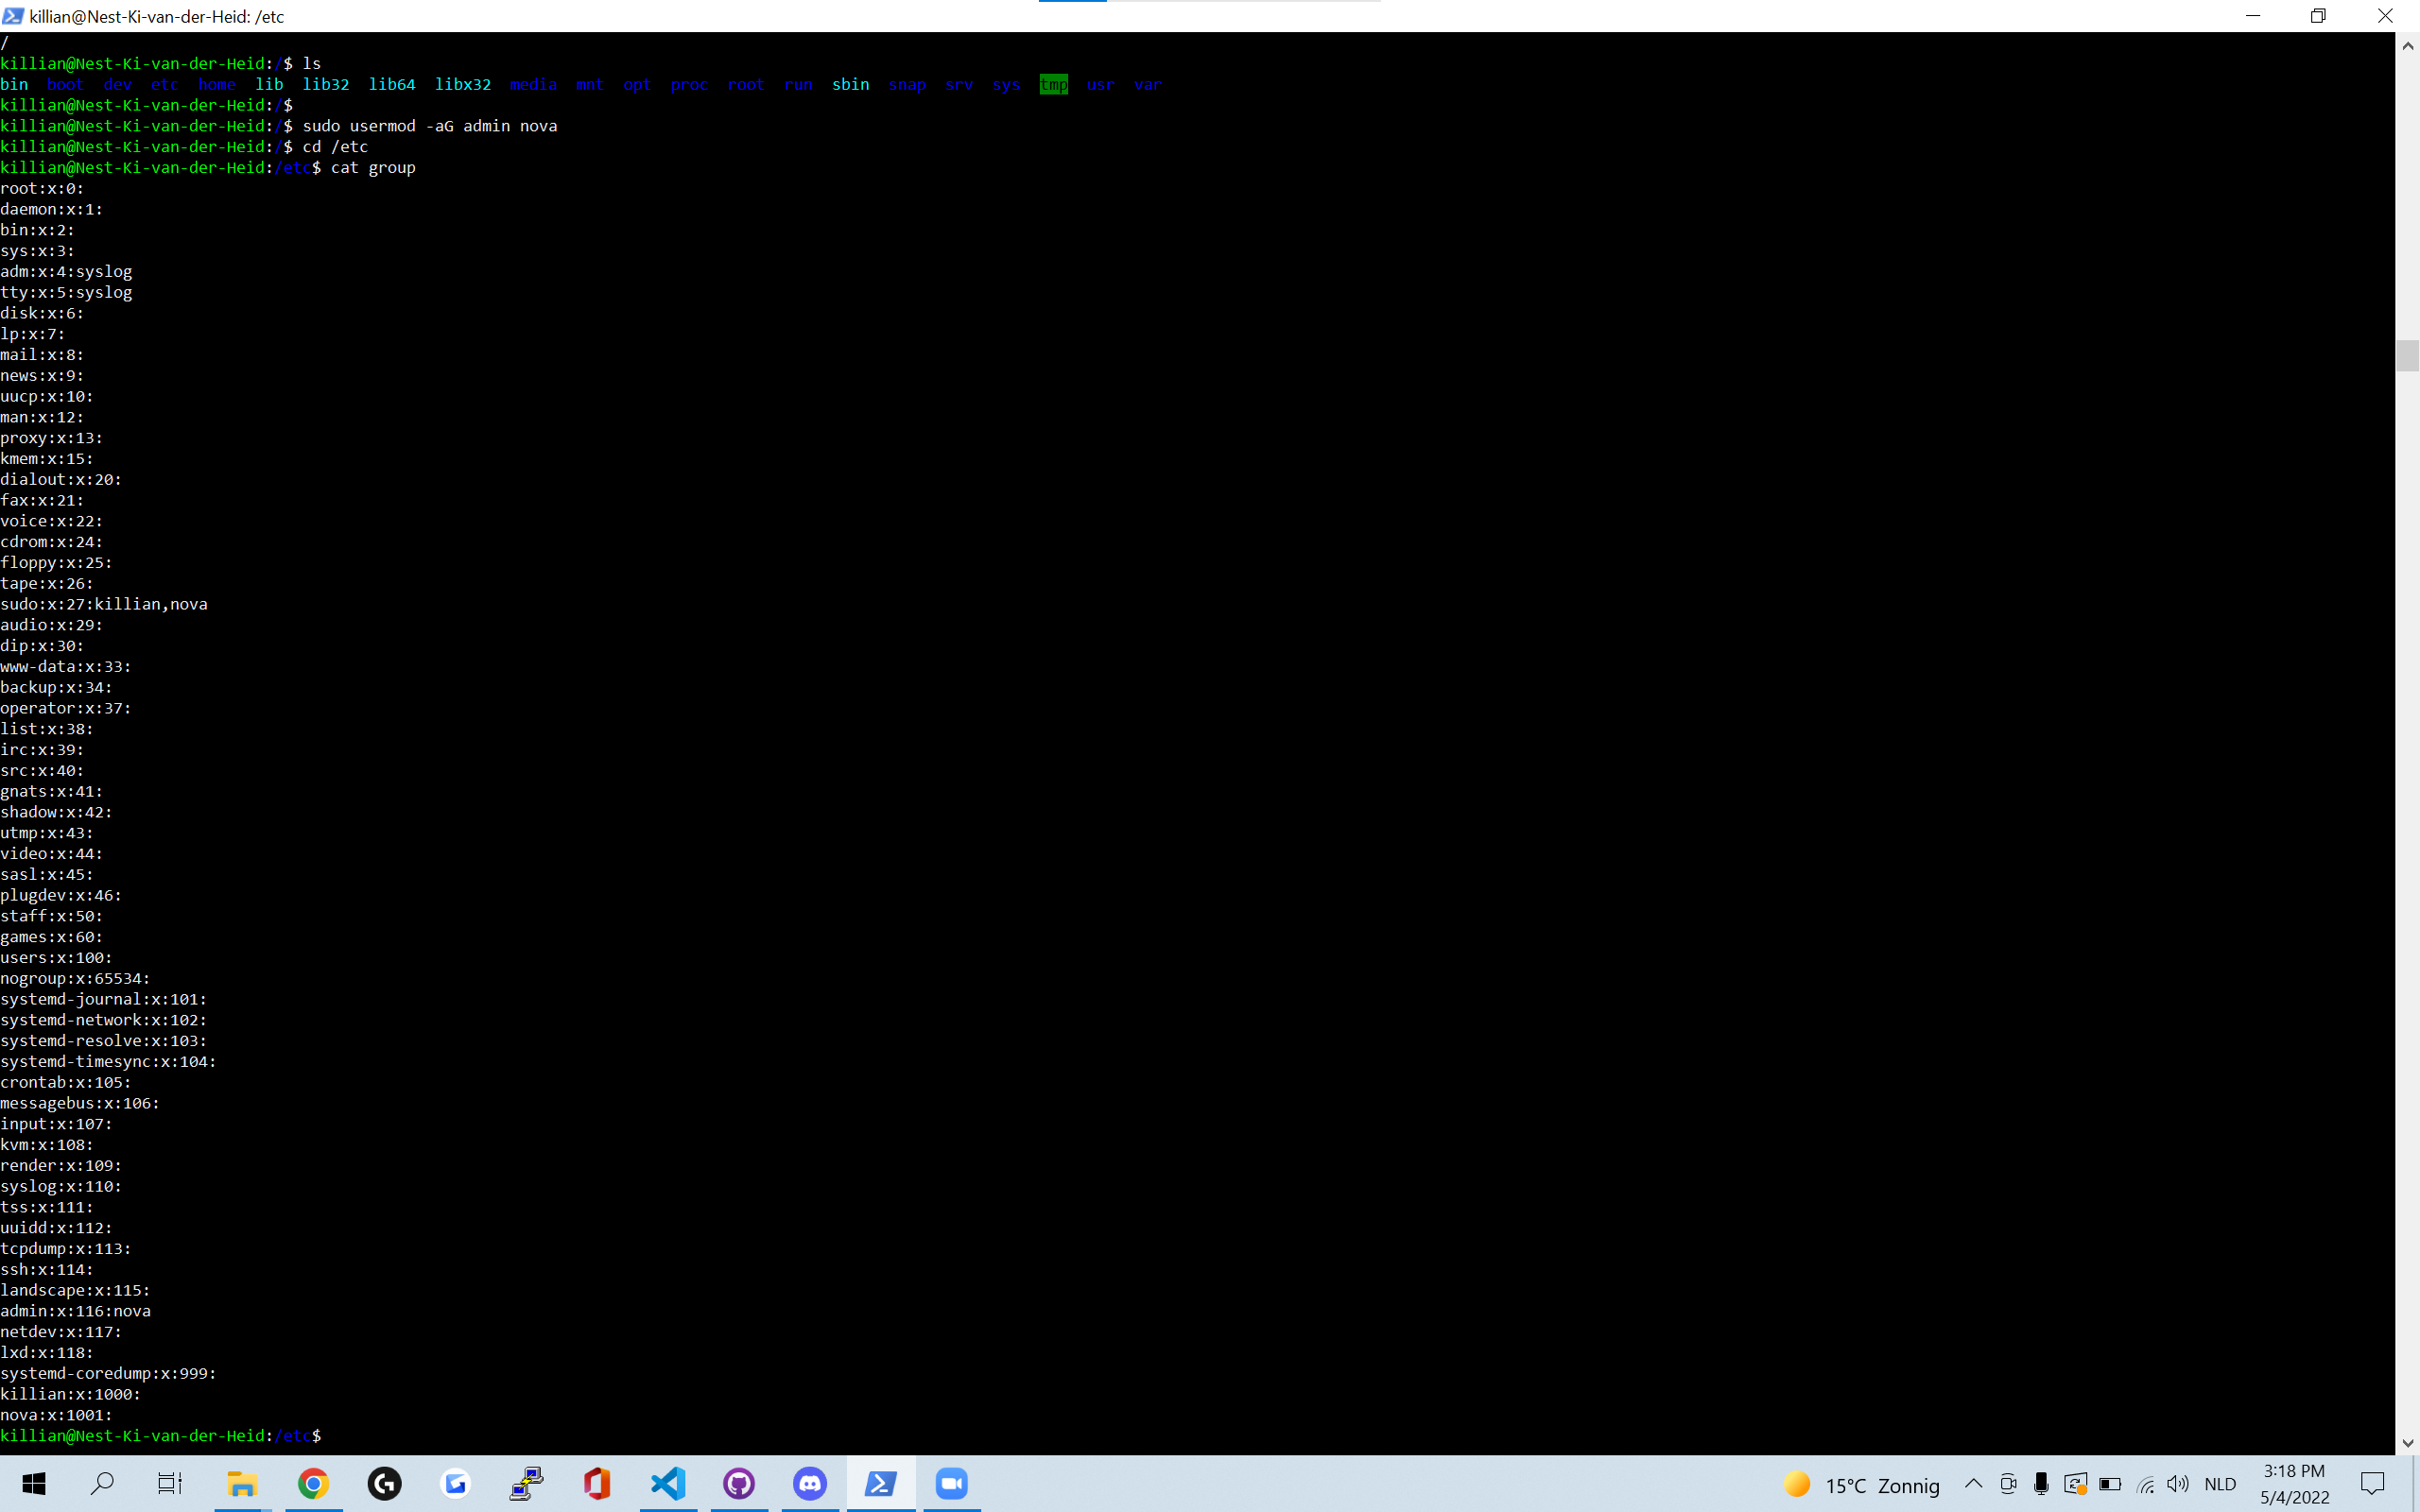 killian@Nest-Ki-van-der-Heid: /etc
/
killian@Nest-Ki-van-der-Heid:/$ ls
bin boot dev etc home lib lib32 lib64 libx32 media mnt opt proc root run sbin snap srv sys tmp usr var
killian@Nest-Ki-van-der-Heid:/$
killian@Nest-Ki-van-der-Heid:/$ sudo usermod -aG admin nova
killian@Nest-Ki-van-der-Heid:/$ cd /etc
killian@Nest-Ki-van-der-Heid:/etc$ cat group
root:x:0:
daemon:x:1:
bin:x:2:
sys:x:3:
adm:x:4:syslog
tty:x:5:syslog
disk:x:6:
lp:x:7:
mail:x:8:
news:x:9:
uucp:x:10:
man:x:12:
proxy:x:13:
kmem:x:15:
dialout:x:20:
fax:x:21:
voice:x:22:
cdrom:x:24:
floppy:x:25:
tape:x:26:
sudo:x:27:killian,nova
audio:x:29:
dip:x:30:
www-data:x:33:
backup:x:34:
operator:x:37:
list:x:38:
irc:x:39:
src:x:40:
gnats:x:41:
shadow:x:42:
utmp:x:43:
video:x:44:
sasl:x:45:
plugdev:x:46:
staff:x:50:
games:x:60:
users:x:100:
nogroup:x:65534:
systemd-journal:x:101:
systemd-network:x:102:
systemd-resolve:x:103:
systemd-timesync:x:104:
crontab:x:105:
messagebus:x:106:
input:x:107:
kvm:x:108:
render:x:109:
syslog:x:110:
tss:x:111:
uuidd:x:112:
tcpdump:x:113:
ssh:x:114:
landscape:x:115:
admin:x:116:nova
netdev:x:117:
lxd:x:118:
systemd-coredump:x:999:
killian:x:1000:
nova:x:1001:
killian@Nest-Ki-van-der-Heid:/etc$
15°C Zonnig NLD 3:18 PM
5/4/2022